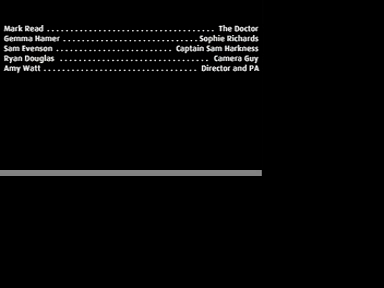 Mark Read .................................... The Doctor
Gemma Hamer ............................. Sophie Richards
Sam Evenson ......................... Captain Sam Harkness
Ryan Douglas ................................ Camera Guy
Amy Watt ................................. Director and PA